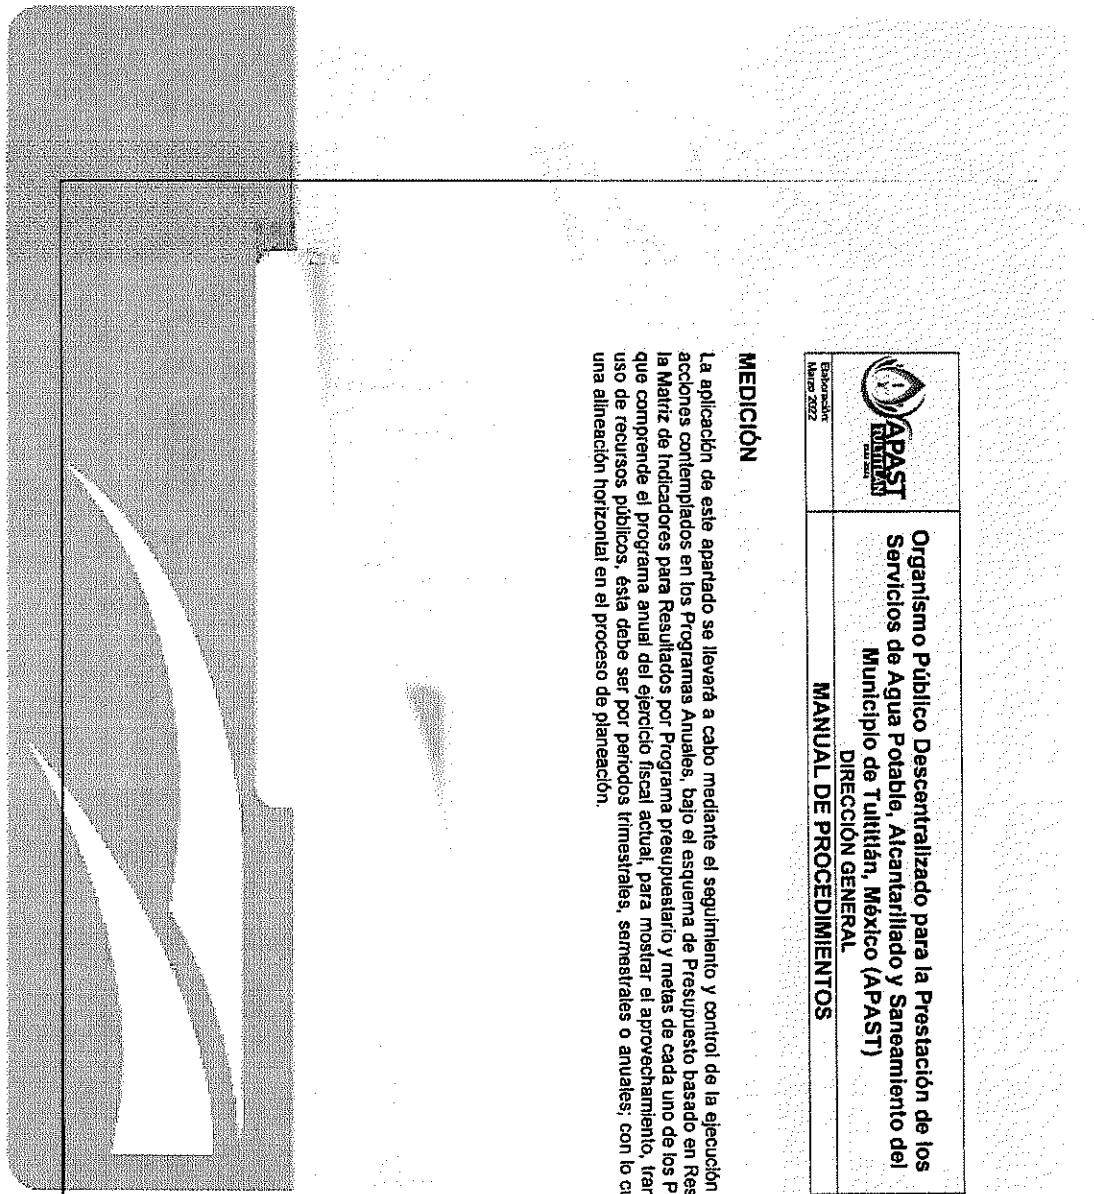 APAST
TULTITLÁN
Elaboración:
Marzo 2022
Organismo Público Descentralizado para la Prestación de los
Servicios de Agua Potable, Alcantarillado y Saneamiento del
Municipio de Tultitlán, México (APAST)
DIRECCIÓN GENERAL
MANUAL DE PROCEDIMIENTOS
MEDICIÓN
La aplicación de este apartado se llevará a cabo mediante el seguimiento y control de la ejecución
acciones contemplados en los Programas Anuales, bajo el esquema de Presupuesto basado en Res
la Matriz de Indicadores para Resultados por Programa presupuestario y metas de cada uno de los P
que comprende el programa anual del ejercicio fiscal actual, para mostrar el aprovechamiento, tran
uso de recursos públicos, ésta debe ser por periodos trimestrales, semestrales o anuales; con lo cu
una alineación horizontal en el proceso de planeación.